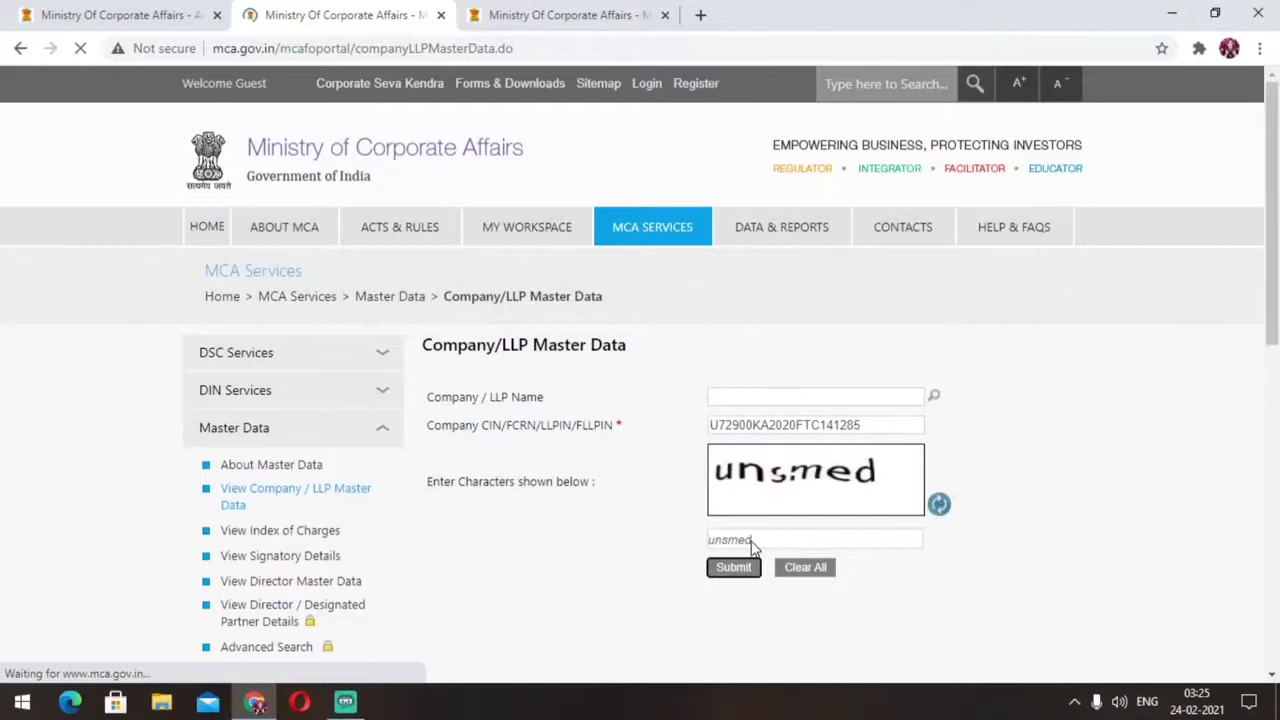 Ministry Of Corporate Affairs -
Ministry Of Corporate Affairs - M
Ministry Of Corporate Affairs - M
Not secure
mca.gov.in/mcafoportal/companyLLPMasterData.do
Welcome Guest
Corporate Seva Kendra Forms & Downloads Sitemap Login Register
Type here to Search...
A+ A-
Ministry of Corporate Affairs
Government of India
सत्यमेव जयते
EMPOWERING BUSINESS, PROTECTING INVESTORS
REGULATOR • INTEGRATOR • FACILITATOR • EDUCATOR
HOME ABOUT MCA ACTS & RULES MY WORKSPACE MCA SERVICES DATA & REPORTS CONTACTS HELP & FAQS
MCA Services
Home > MCA Services > Master Data > Company/LLP Master Data
DSC Services
DIN Services
Master Data
About Master Data
View Company / LLP Master
Data
View Index of Charges
View Signatory Details
View Director Master Data
View Director / Designated
Partner Details
Advanced Search
Company/LLP Master Data
Company / LLP Name
Company CIN/FCRN/LLPIN/FLLPIN *
U72900KA2020FTC141285
Enter Characters shown below :
unsmed
unsmed
Submit Clear All
Waiting for www.mca.gov.in...
ENG
03:25
24-02-2021